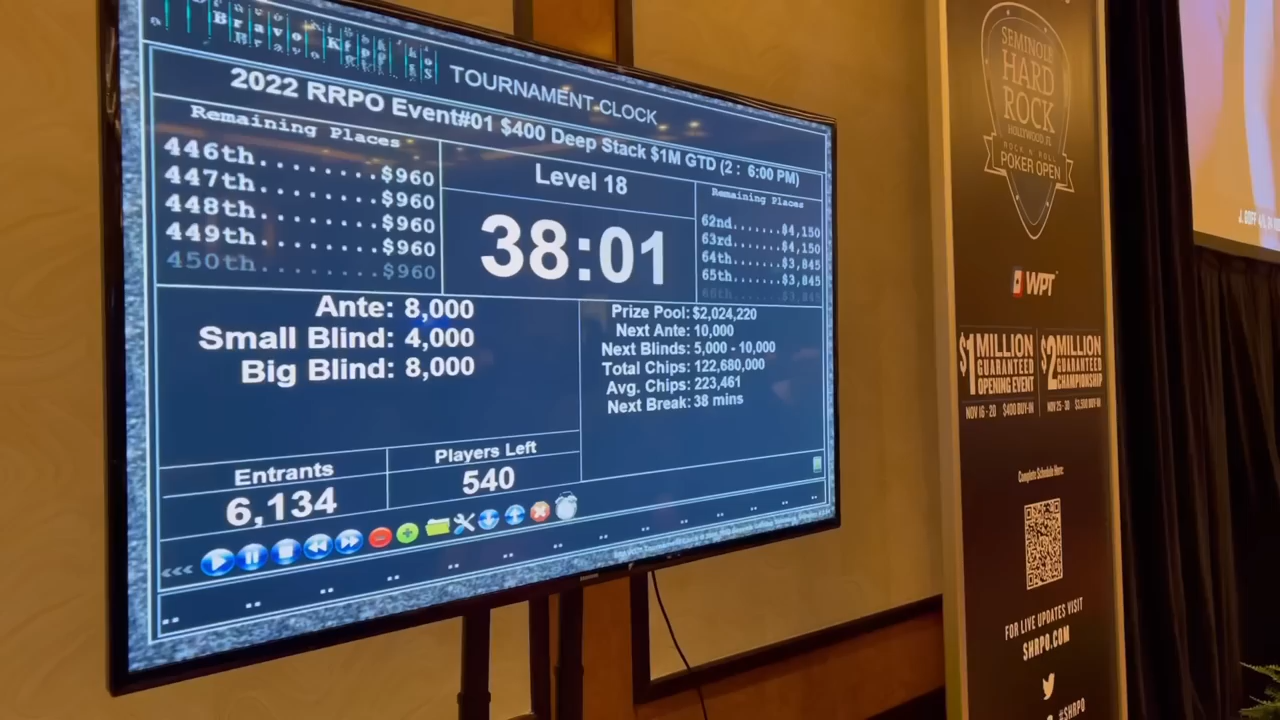 TOURNAMENT CLOCK
2022 RRPO Event#01 $400 Deep Stack $1M GTD (2 : 6:00 PM)
Remaining Places
446th.......$960
447th.......$960
448th.......$960
449th.......$960
450th.......$960
Level 18
38:01
Remaining Places
62nd.......$4,150
63rd.......$4,150
64th.......$3,845
65th.......$3,845
Ante: 8,000
Small Blind: 4,000
Big Blind: 8,000
Prize Pool: $2,024,220
Next Ante: 10,000
Next Blinds: 5,000 - 10,000
Total Chips: 122,680,000
Avg. Chips: 223,461
Next Break: 38 mins
Entrants
6,134
Players Left
540
<<<
SEMINOLE
HARD
ROCK
HOLLYWOOD, FL
ROCK N ROLL
POKER OPEN
WPT
$1 MILLION
GUARANTEED
OPENING EVENT
NOV 16-20 $400 BUY-IN
$2 MILLION
GUARANTEED
CHAMPIONSHIP
NOV 25-30 $3,500 BUY-IN
Complete Schedule Here:
FOR LIVE UPDATES VISIT
SHRPO.COM
#SHRPO